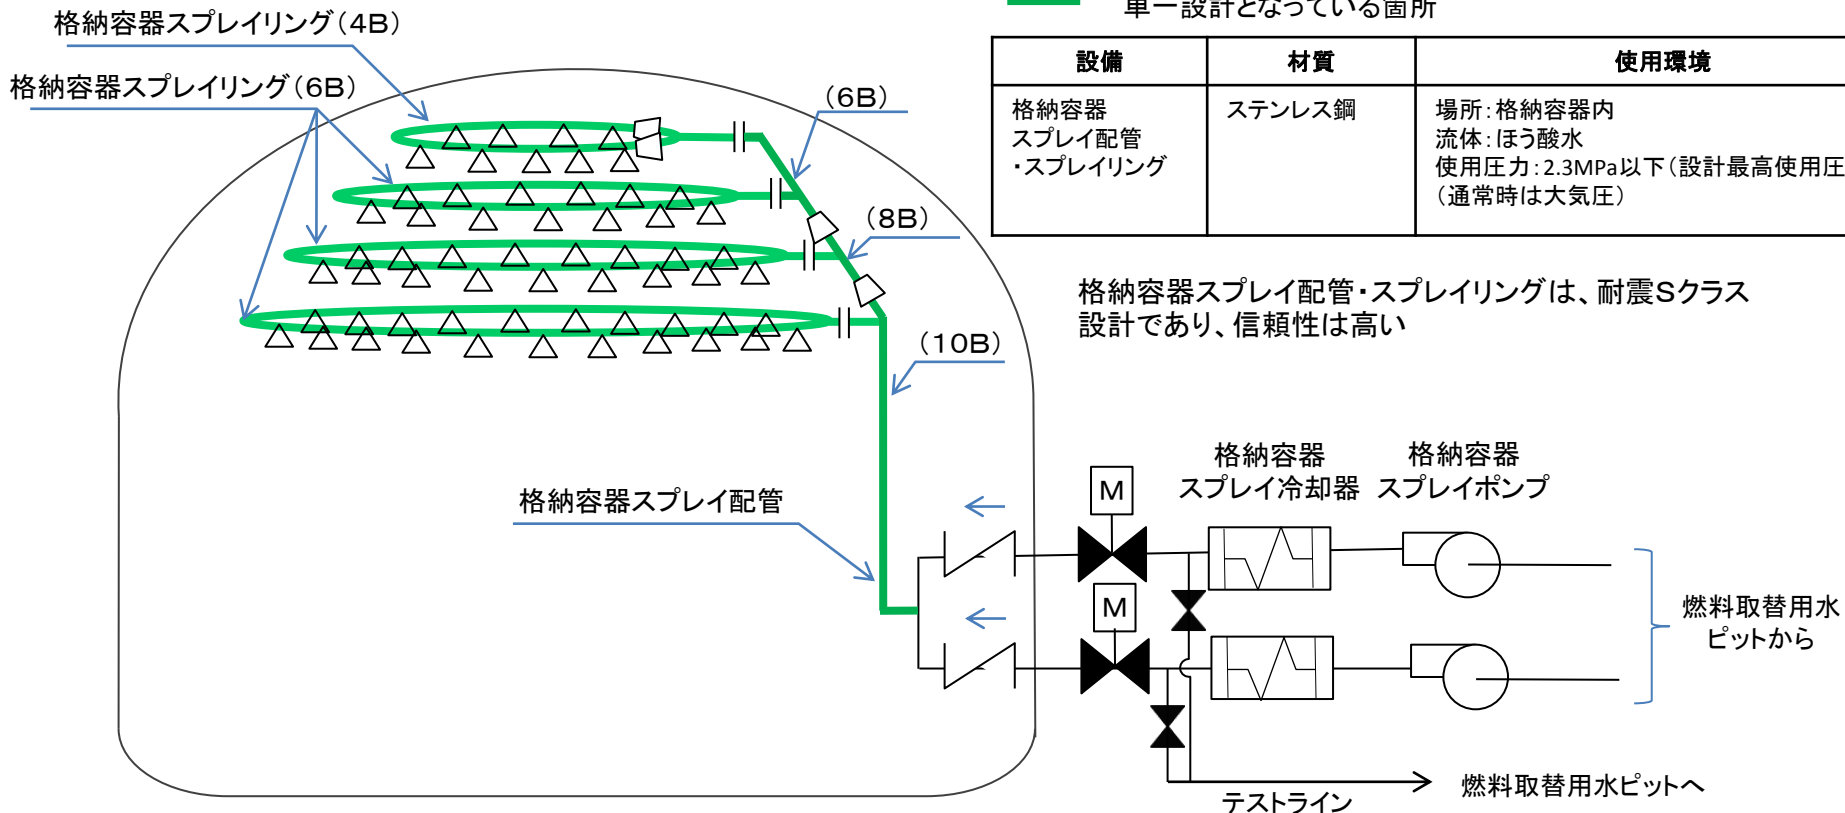 単一設計となっている箇所
格納容器スプレイリング(4B)
格納容器スプレイリング(6B)
(6B)
(8B)
(10B)
設備
材質
使用環境
格納容器
スプレイ配管
・スプレイリング
ステンレス鋼
場所:格納容器内
流体:ほう酸水
使用圧力:2.3MPa以下(設計最高使用圧
(通常時は大気圧)
格納容器スプレイ配管・スプレイリングは、耐震Sクラス
設計であり、信頼性は高い
格納容器スプレイ配管
M
M
格納容器
スプレイ冷却器
格納容器
スプレイポンプ
燃料取替用水
ピットから
燃料取替用水ピットへ
テストライン